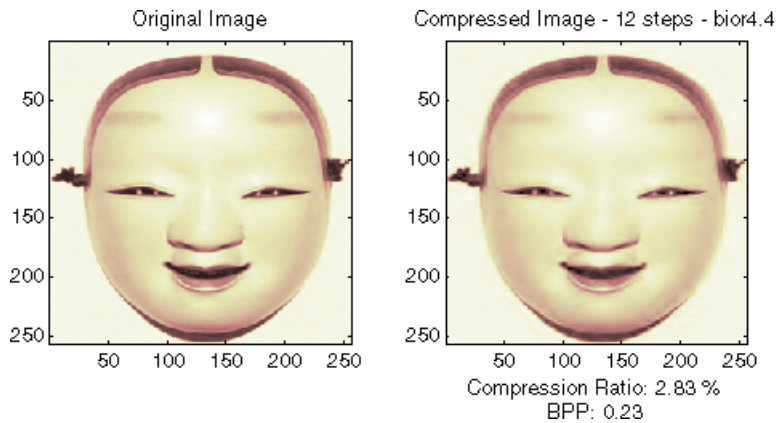 Original Image
50
100
150
200
250
50 100 150 200 250
Compressed Image - 12 steps - bior4.4
50
100
150
200
250
50 100 150 200 250
Compression Ratio: 2.83 %
BPP: 0.23